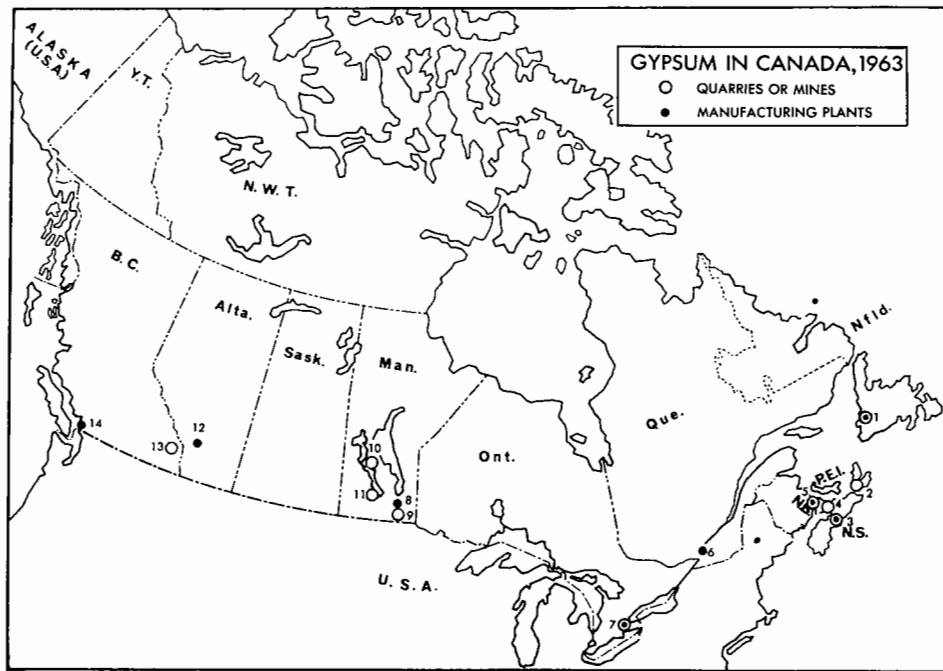 ALASKA
(U.S.A)
Y.T.
GYPSUM IN CANADA, 1963
QUARRIES OR MINES
MANUFACTURING PLANTS
N.W.T.
B.C.
Alta.
Sask.
Man.
Nfld.
Que.
Ont.
14
13
12
10
11
8
9
1
P.E.I.
2
5
4
N.B.
3
N.S.
6
U.S.A.
7